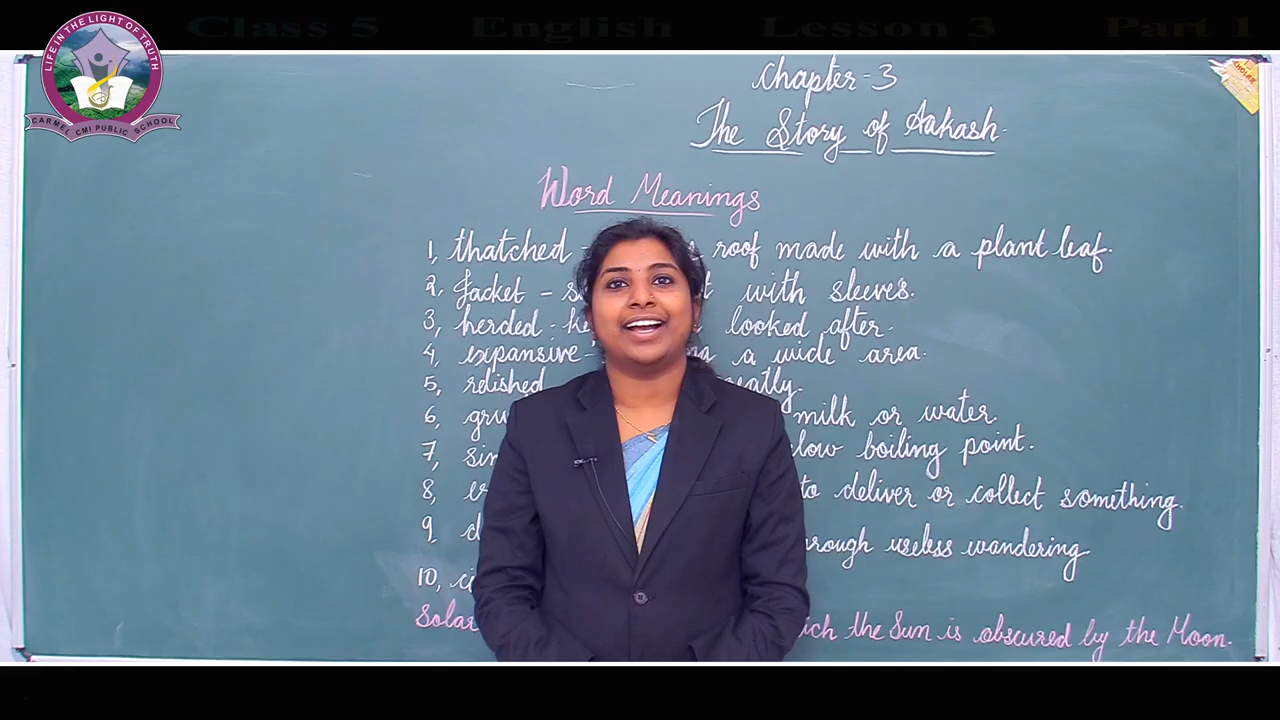 Class 5 English Lesson 3 Part 1
LIFE IN THE LIGHT OF TRUTH
CARMEL CMI PUBLIC SCHOOL
Chapter-3
The Story of Aakash.
Word Meanings
1, thatched - roof made with a plant leaf.
2, Jacket - with sleeves.
3, herded - looked after.
4, expansive - a wide area.
5, relished
6, milk or water.
7, boiling point.
8, to deliver or collect something.
9, useless wandering
10,
Solar the Sun is obscured by the Moon.